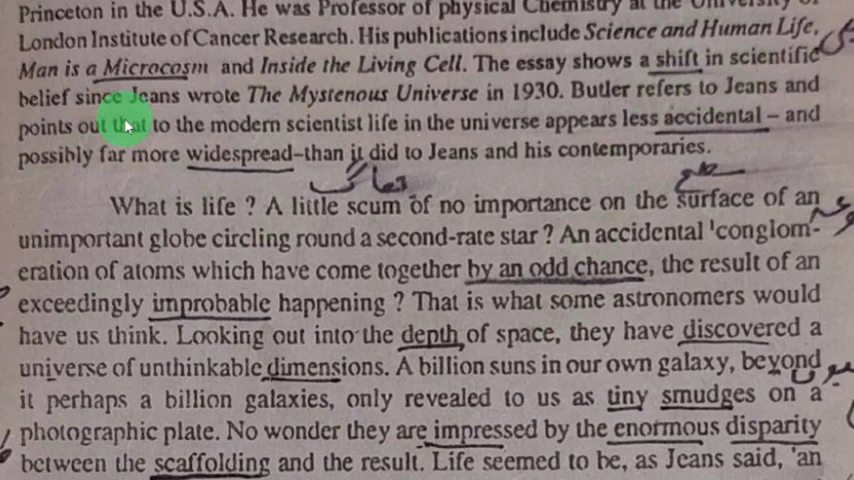 Princeton in the U.S.A. He was Professor of physical Chemistry at the University of
London Institute of Cancer Research. His publications include Science and Human Life,
Man is a Microcosm and Inside the Living Cell. The essay shows a shift in scientific
belief since Jeans wrote The Mystenous Universe in 1930. Butler refers to Jeans and
points out that to the modern scientist life in the universe appears less accidental – and
possibly far more widespread–than it did to Jeans and his contemporaries.
What is life ? A little scum of no importance on the surface of an
unimportant globe circling round a second-rate star ? An accidental 'conglom-
eration of atoms which have come together by an odd chance, the result of an
exceedingly improbable happening ? That is what some astronomers would
have us think. Looking out into the depth of space, they have discovered a
universe of unthinkable dimensions. A billion suns in our own galaxy, beyond
it perhaps a billion galaxies, only revealed to us as tiny smudges on a
photographic plate. No wonder they are impressed by the enormous disparity
between the scaffolding and the result. Life seemed to be, as Jeans said, 'an